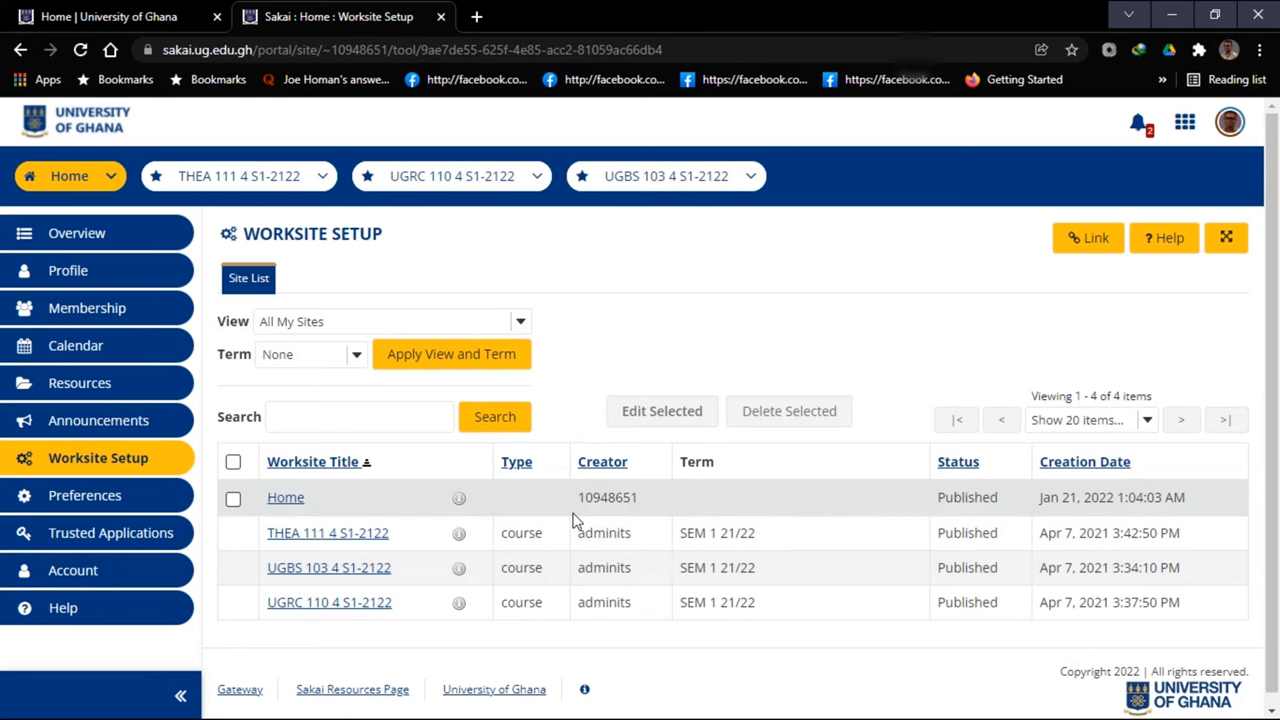 Home | University of Ghana
Sakai : Home : Worksite Setup
sakai.ug.edu.gh/portal/site/~10948651/tool/9ae7de55-625f-4e85-acc2-81059ac66db4
Apps Bookmarks Bookmarks Joe Homan's answe... http://facebook.co... http://facebook.co... https://facebook.co... https://facebook.co... Getting Started » Reading list
UNIVERSITY
OF GHANA
2
Home THEA 111 4 S1-2122 UGRC 110 4 S1-2122 UGBS 103 4 S1-2122
Overview
Profile
Membership
Calendar
Resources
Announcements
Worksite Setup
Preferences
Trusted Applications
Account
Help
«
WORKSITE SETUP
Link ? Help
Site List
View All My Sites
Term None Apply View and Term
Search Search Edit Selected Delete Selected
Viewing 1 - 4 of 4 items
|< < Show 20 items... > >|
Worksite Title Type Creator Term Status Creation Date
Home 10948651 Published Jan 21, 2022 1:04:03 AM
THEA 111 4 S1-2122 course adminits SEM 1 21/22 Published Apr 7, 2021 3:42:50 PM
UGBS 103 4 S1-2122 course adminits SEM 1 21/22 Published Apr 7, 2021 3:34:10 PM
UGRC 110 4 S1-2122 course adminits SEM 1 21/22 Published Apr 7, 2021 3:37:50 PM
Gateway Sakai Resources Page University of Ghana
Copyright 2022 | All rights reserved.
UNIVERSITY
OF GHANA